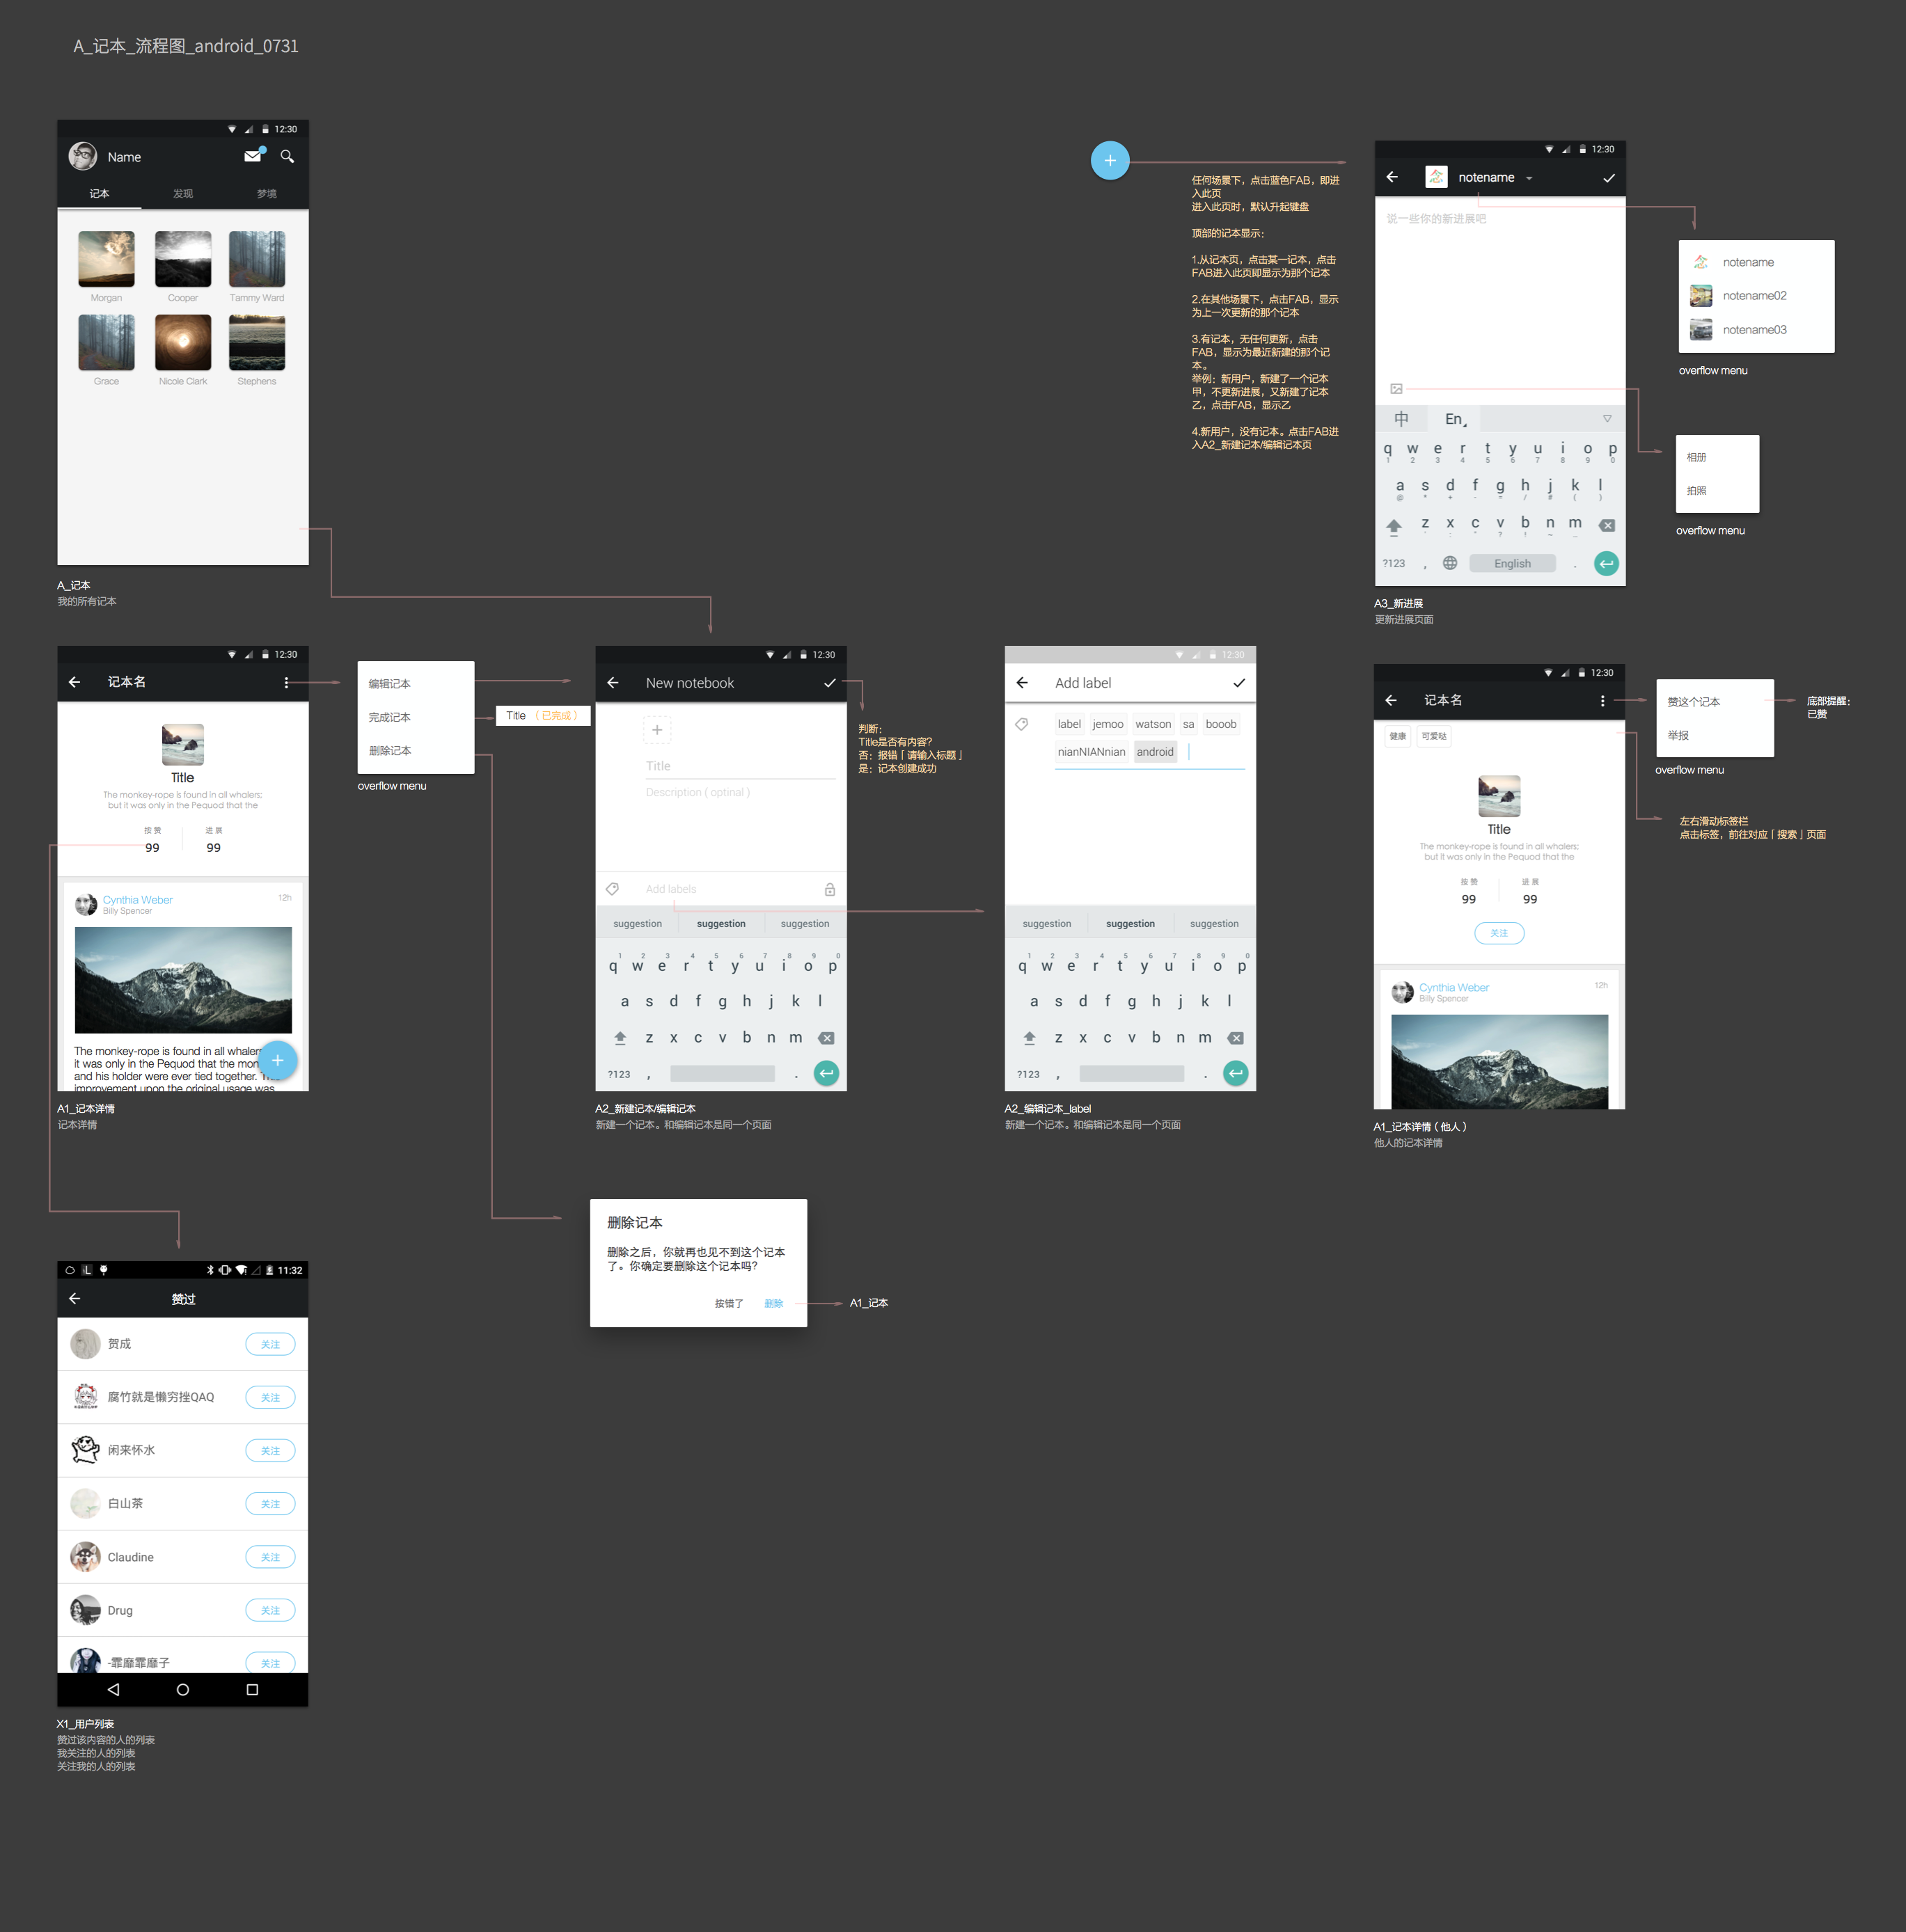 A_记本_流程图_android_0731
12:30
Name
记本
发现
梦境
Morgan
Cooper
Tammy Ward
Grace
Nicole Clark
Stephens
A_记本
我的所有记本
任何场景下，点击蓝色FAB，即进
入此页
进入此页时，默认升起键盘
顶部的记本显示：
1.从记本页，点击某一记本，点击
FAB进入此页即显示为那个记本
2.在其他场景下，点击FAB，显示
为上一次更新的那个记本
3.有记本，无任何更新，点击
FAB，显示为最近新建的那个记
本。
举例：新用户，新建了一个记本
甲，不更新进展，又新建了记本
乙，点击FAB，显示乙
4.新用户，没有记本。点击FAB进
入A2_新建记本/编辑记本页
12:30
notename
说一些你的新进展吧
中
En
q w e r t y u i o p
1 2 3 4 5 6 7 8 9 0
a s d f g h j k l
z x c v b n m
?123 , English .
A3_新进展
更新进展页面
notename
notename02
notename03
overflow menu
相册
拍照
overflow menu
12:30
记本名
Title
The monkey-rope is found in all whalers;
but it was only in the Pequod that the
按赞
进展
99
99
Cynthia Weber
12h
Billy Spencer
The monkey-rope is found in all whaler
it was only in the Pequod that the mon
and his holder were ever tied together.
improvement upon the original usage was
A1_记本详情
记本详情
编辑记本
完成记本
删除记本
overflow menu
Title（已完成）
12:30
New notebook
Title
Description ( optinal )
Add labels
suggestion suggestion suggestion
1 2 3 4 5 6 7 8 9 0
q w e r t y u i o p
a s d f g h j k l
z x c v b n m
?123 , .
A2_新建记本/编辑记本
新建一个记本。和编辑记本是同一个页面
判断：
Title是否有内容？
否：报错「请输入标题」
是：记本创建成功
12:30
Add label
label jemoo watson sa booob
nianNIANnian android
suggestion suggestion suggestion
1 2 3 4 5 6 7 8 9 0
q w e r t y u i o p
a s d f g h j k l
z x c v b n m
?123 , .
A2_编辑记本_label
新建一个记本。和编辑记本是同一个页面
12:30
记本名
健康
可爱哒
Title
The monkey-rope is found in all whalers;
but it was only in the Pequod that the
按赞
进展
99
99
关注
Cynthia Weber
12h
Billy Spencer
A1_记本详情（他人）
他人的记本详情
赞这个记本
举报
overflow menu
底部提醒：
已赞
左右滑动标签栏
点击标签，前往对应「搜索」页面
删除记本
删除之后，你就再也见不到这个记本
了。你确定要删除这个记本吗？
按错了
删除
A1_记本
11:32
赞过
贺成
关注
腐竹就是懒穷挫QAQ
关注
闲来怀水
关注
白山茶
关注
Claudine
关注
Drug
关注
-霏靡霏靡子
关注
X1_用户列表
赞过该内容的人的列表
我关注的人的列表
关注我的人的列表